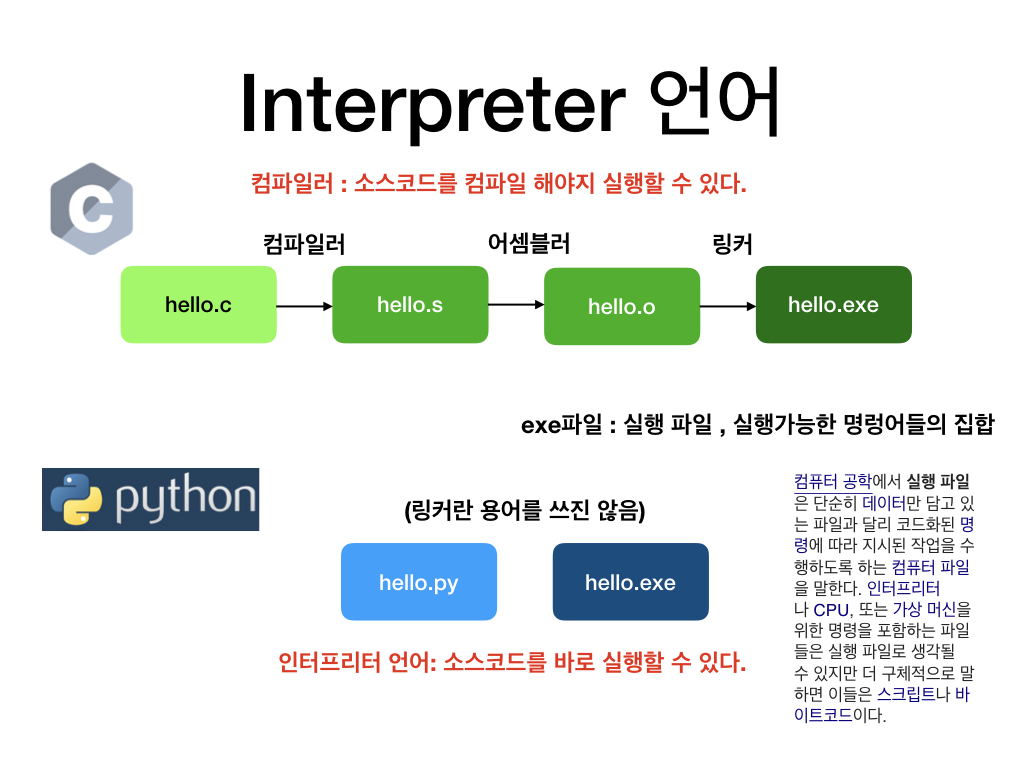 Interpreter 언어
컴파일러 : 소스코드를 컴파일 해야지 실행할 수 있다.
C
컴파일러
어셈블러
링커
hello.c
hello.s
hello.o
hello.exe
exe파일 : 실행 파일 , 실행가능한 명렁어들의 집합
python
(링커란 용어를 쓰진 않음)
hello.py
hello.exe
인터프리터 언어: 소스코드를 바로 실행할 수 있다.
컴퓨터 공학에서 실행 파일
은 단순히 데이터만 담고 있
는 파일과 달리 코드화된 명
령에 따라 지시된 작업을 수
행하도록 하는 컴퓨터 파일
을 말한다. 인터프리터
나 CPU, 또는 가상 머신을
위한 명령을 포함하는 파일
들은 실행 파일로 생각될
수 있지만 더 구체적으로 말
하면 이들은 스크립트나 바
이트코드이다.